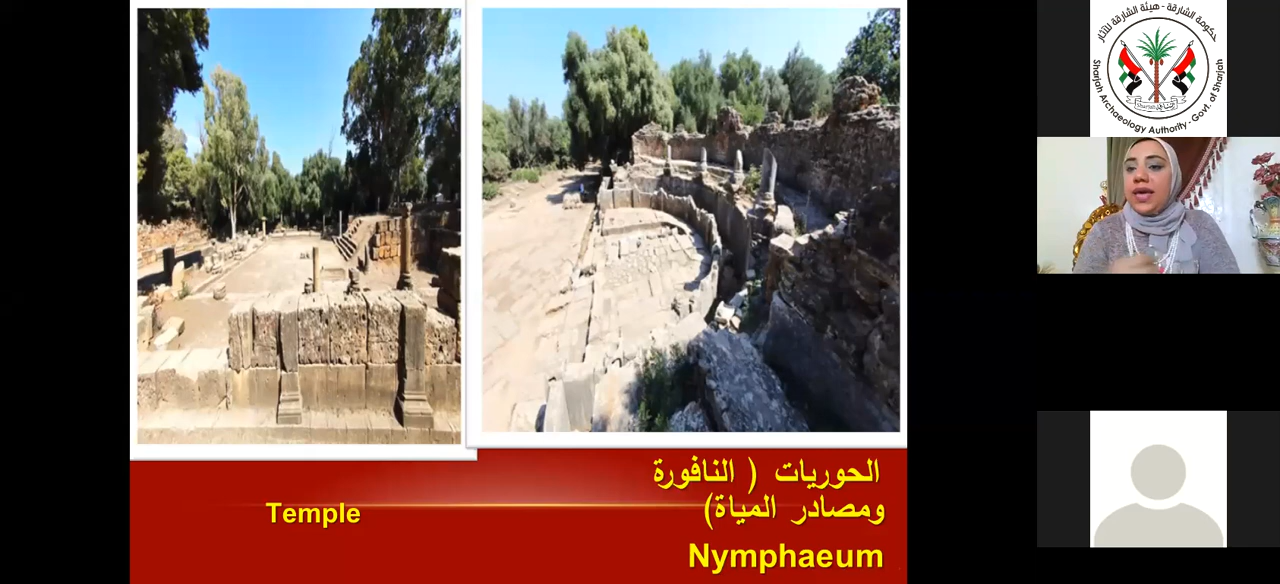 الحوريات ( النافورة
ومصادر المياة)
Temple
Nymphaeum
حكومة الشارقة - هيئة الشارقة للآثار
Sharjah Archaeology Authority - Govt. of Sharjah